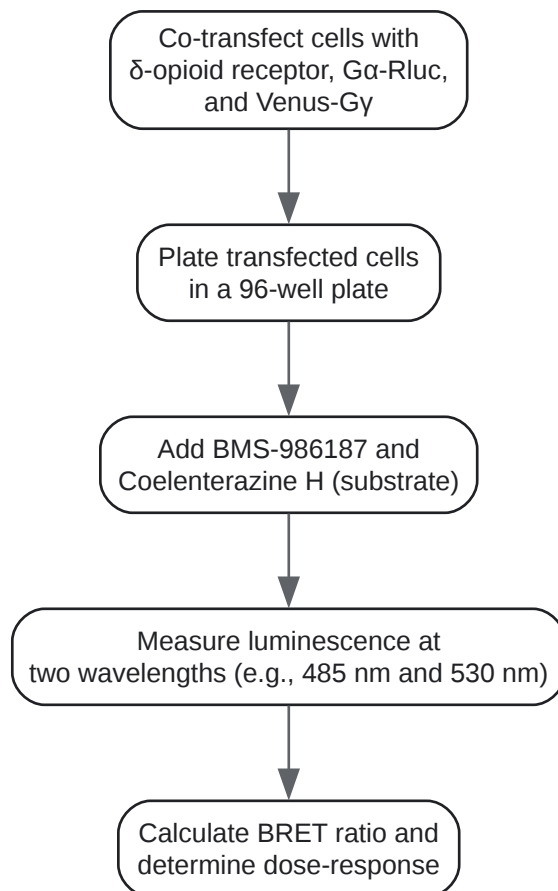 Co-transfect cells with
δ-opioid receptor, Gα-Rluc,
and Venus-Gγ
Plate transfected cells
in a 96-well plate
Add BMS-986187 and
Coelenterazine H (substrate)
Measure luminescence at
two wavelengths (e.g., 485 nm and 530 nm)
Calculate BRET ratio and
determine dose-response